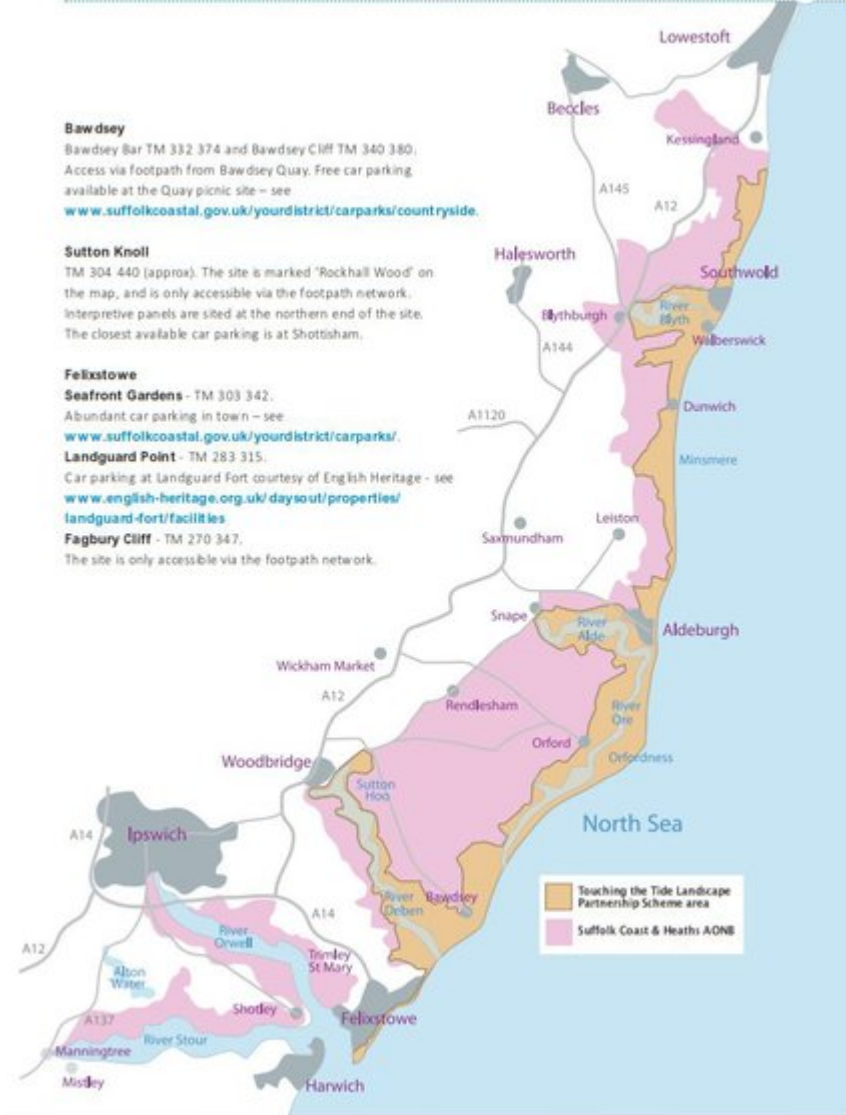 Bawdsey
Bawdsey Bar TM 332 374 and Bawdsey Cliff TM 340 380.
Access via footpath from Bawdsey Quay. Free car parking
available at the Quay picnic site – see
www.suffolkcoastal.gov.uk/yourdistrict/carparks/countryside.
Sutton Knoll
TM 304 440 (approx). The site is marked 'Rockhall Wood' on
the map, and is only accessible via the footpath network.
Interpretive panels are sited at the northern end of the site.
The closest available car parking is at Shottisham.
Felixstowe
Seafront Gardens - TM 303 342.
Abundant car parking in town – see
www.suffolkcoastal.gov.uk/yourdistrict/carparks/.
Landguard Point - TM 283 315.
Car parking at Landguard Fort courtesy of English Heritage - see
www.english-heritage.org.uk/daysout/properties/
landguard-fort/facilities
Fagbury Cliff - TM 270 347.
The site is only accessible via the footpath network.
Lowestoft
Beccles
Kessingland
A145
A12
Halesworth
Southwold
River
Blyth
Blythburgh
Walberswick
A144
Dunwich
A1120
Minsmere
Leiston
Saxmundham
Snape
River
Alde
Aldeburgh
Wickham Market
A12
Rendlesham
River
Ore
Orford
Orfordness
Woodbridge
Sutton
Hoo
North Sea
A14
Ipswich
Touching the Tide Landscape
Partnership Scheme area
Suffolk Coast & Heaths AONB
River
Deben
Bawdsey
A14
River
Orwell
A12
Trimley
St Mary
Alton
Water
Shotley
Felixstowe
A137
River Stour
Manningtree
Mistley
Harwich